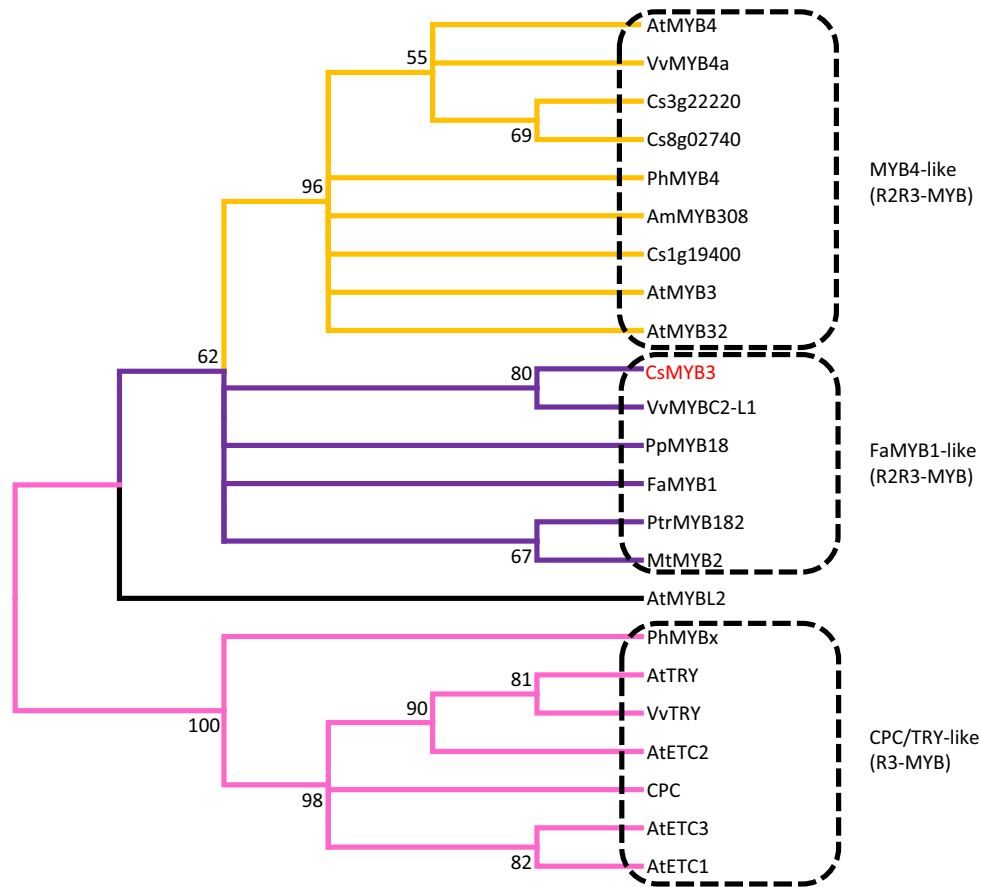 AtMYB4
55
VvMYB4a
Cs3g22220
69
Cs8g02740
MYB4-like
(R2R3-MYB)
PhMYB4
96
AmMYB308
Cs1g19400
AtMYB3
AtMYB32
62
80
CsMYB3
VvMYBC2-L1
PpMYB18
FaMYB1-like
(R2R3-MYB)
FaMYB1
PtrMYB182
67
MtMYB2
AtMYBL2
PhMYBx
81
AtTRY
90
VvTRY
100
AtETC2
CPC/TRY-like
(R3-MYB)
98
CPC
AtETC3
82
AtETC1